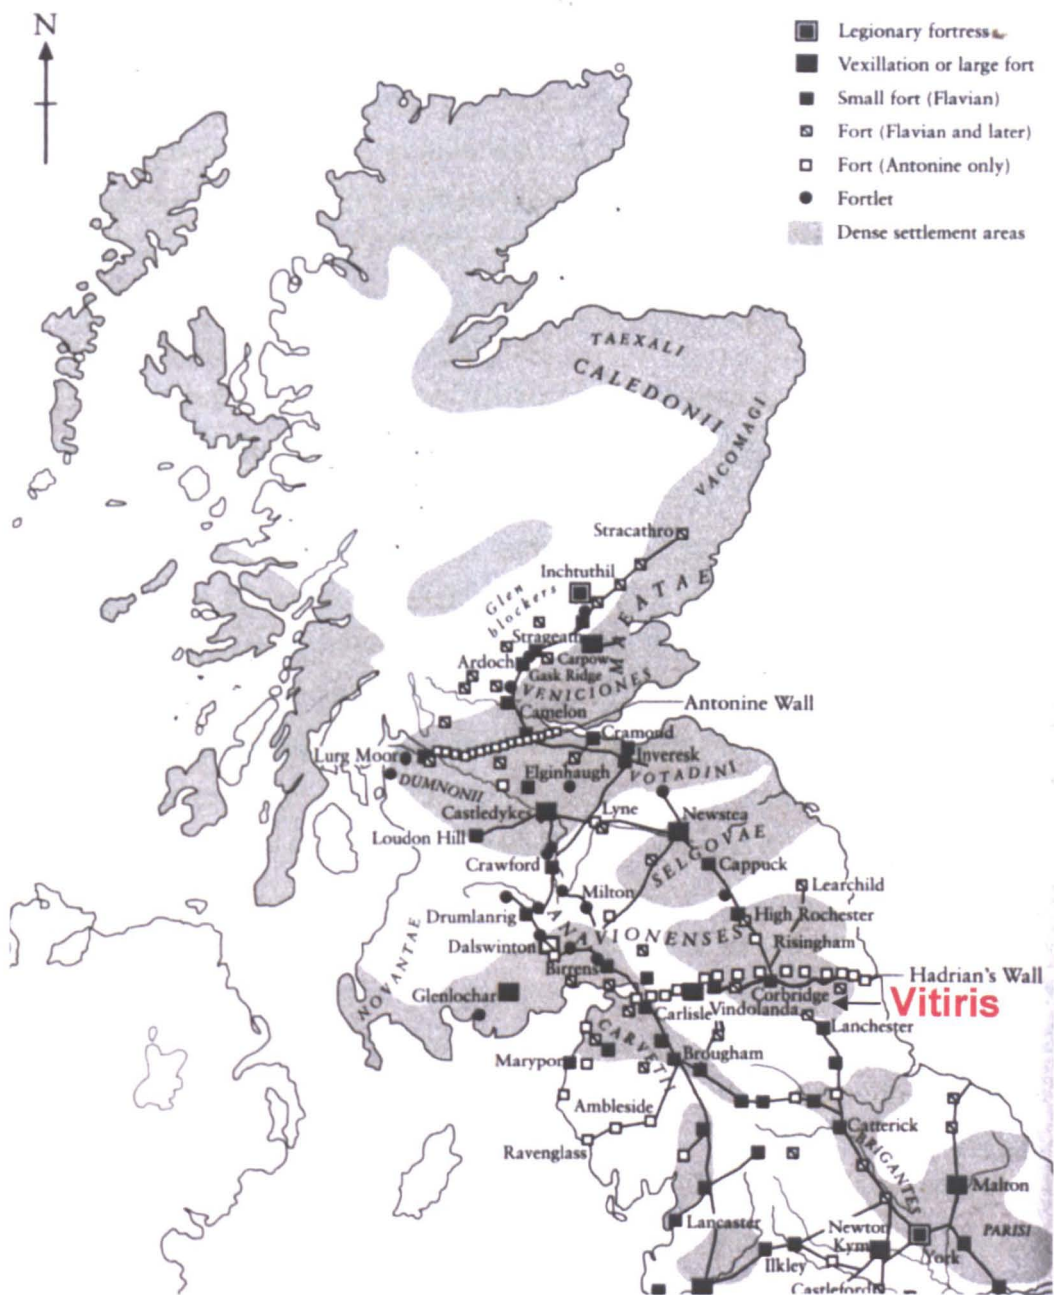 N
Legionary fortress
Vexillation or large fort
Small fort (Flavian)
Fort (Flavian and later)
Fort (Antonine only)
Fortlet
Dense settlement areas
TAEXALI
CALEDONII
VACOMAGI
Stracathro
Inchtuthil
MAEATAE
Glen
blockers
Strageath
Ardoch
Carpow
Gask Ridge
VENICIONES
Antonine Wall
Camelon
Cramond
Lurg Moor
Inveresk
Elginhaugh
VOTADINI
DUMNONII
Castledykes
Lyne
Newstea
Loudon Hill
SELGOVAE
Crawford
Cappuck
Milton
Learchild
Drumlanrig
High Rochester
ANAVIONENSES
Dalswinton
Risingham
NOVANTAE
Birrens
Hadrian's Wall
Glenlochar
Corbridge
Vitiris
Carlisle
Vindolanda
Lanchester
CARVETII
Marypor
Brougham
Ambleside
Catterick
Ravenglass
BRIGANTES
Malton
Lancaster
Newton
Kym
PARISI
York
Ilkley
Castleford